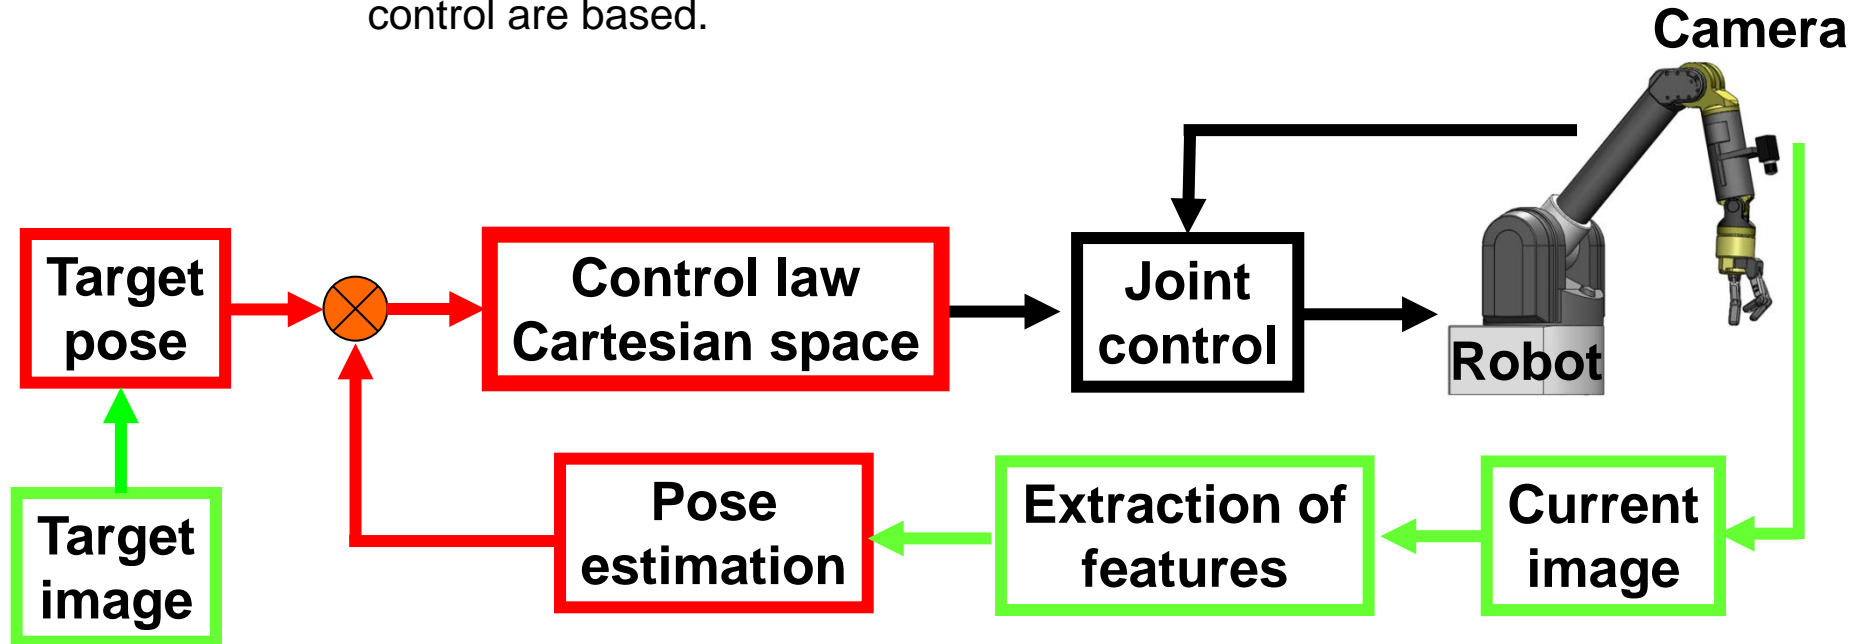 control are based.
Camera
Target
pose
Control law
Cartesian space
Joint
control
Robot
Target
image
Pose
estimation
Extraction of
features
Current
image